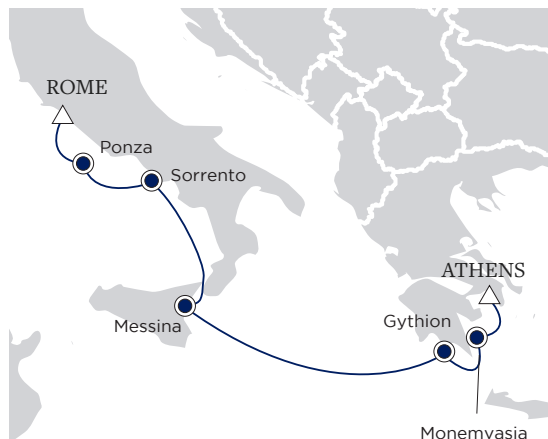 ROME
Ponza
Sorrento
ATHENS
Messina
Gythion
Monemvasia